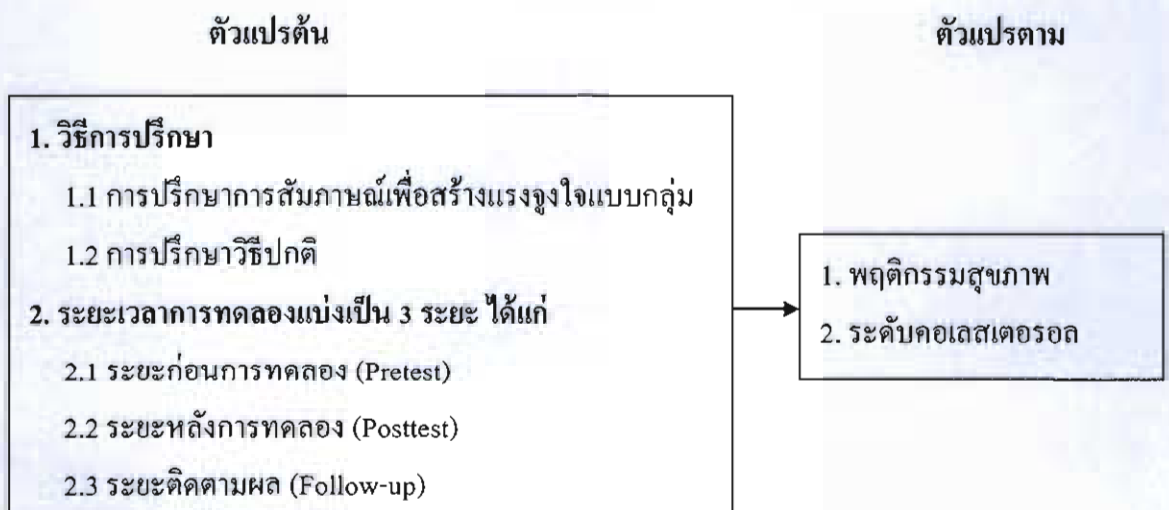 ตัวแปรต้น
ตัวแปรตาม
1. วิธีการปรึกษา
1.1 การปรึกษาการสัมภาษณ์เพื่อสร้างแรงจูงใจแบบกลุ่ม
1.2 การปรึกษาวิธีปกติ
2. ระยะเวลาการทดลองแบ่งเป็น 3 ระยะ ได้แก่
2.1 ระยะก่อนการทดลอง (Pretest)
2.2 ระยะหลังการทดลอง (Posttest)
2.3 ระยะติดตามผล (Follow-up)
1. พฤติกรรมสุขภาพ
2. ระดับคอเลสเตอรอล